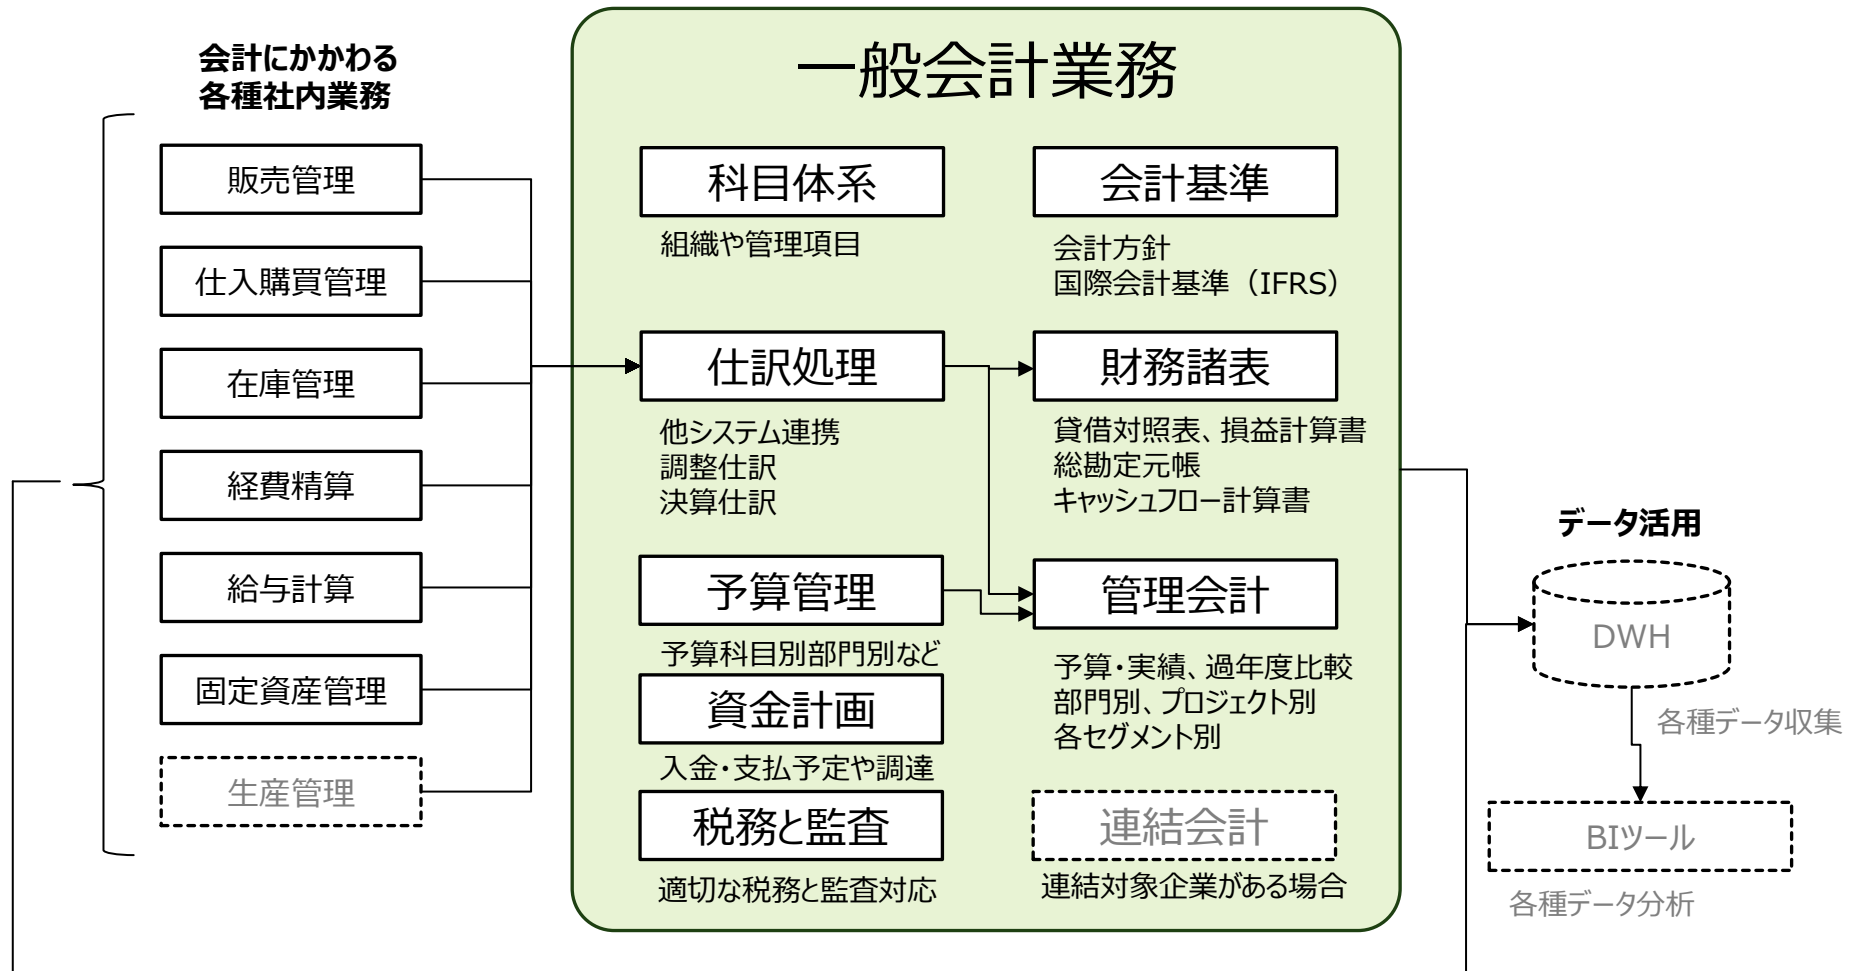 会計にかかわる
各種社内業務
販売管理
仕入購買管理
在庫管理
経費精算
給与計算
固定資産管理
生産管理
一般会計業務
科目体系
組織や管理項目
会計基準
会計方針
国際会計基準（IFRS）
仕訳処理
他システム連携
調整仕訳
決算仕訳
財務諸表
貸借対照表、損益計算書
総勘定元帳
キャッシュフロー計算書
予算管理
予算科目別部門別など
管理会計
予算・実績、過年度比較
部門別、プロジェクト別
各セグメント別
資金計画
入金・支払予定や調達
税務と監査
適切な税務と監査対応
連結会計
連結対象企業がある場合
データ活用
DWH
各種データ収集
BIツール
各種データ分析